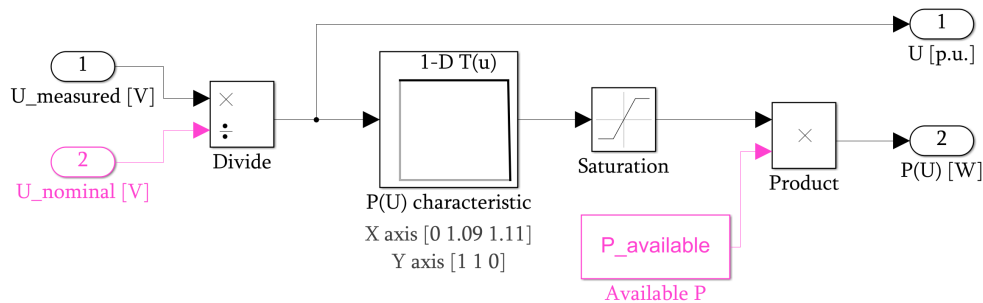 1
U [p.u.]
1-D T(u)
1
U_measured [V]
×
÷
Divide
2
U_nominal [V]
P(U) characteristic
X axis [0 1.09 1.11]
Y axis [1 1 0]
Saturation
×
Product
2
P(U) [W]
P_available
Available P